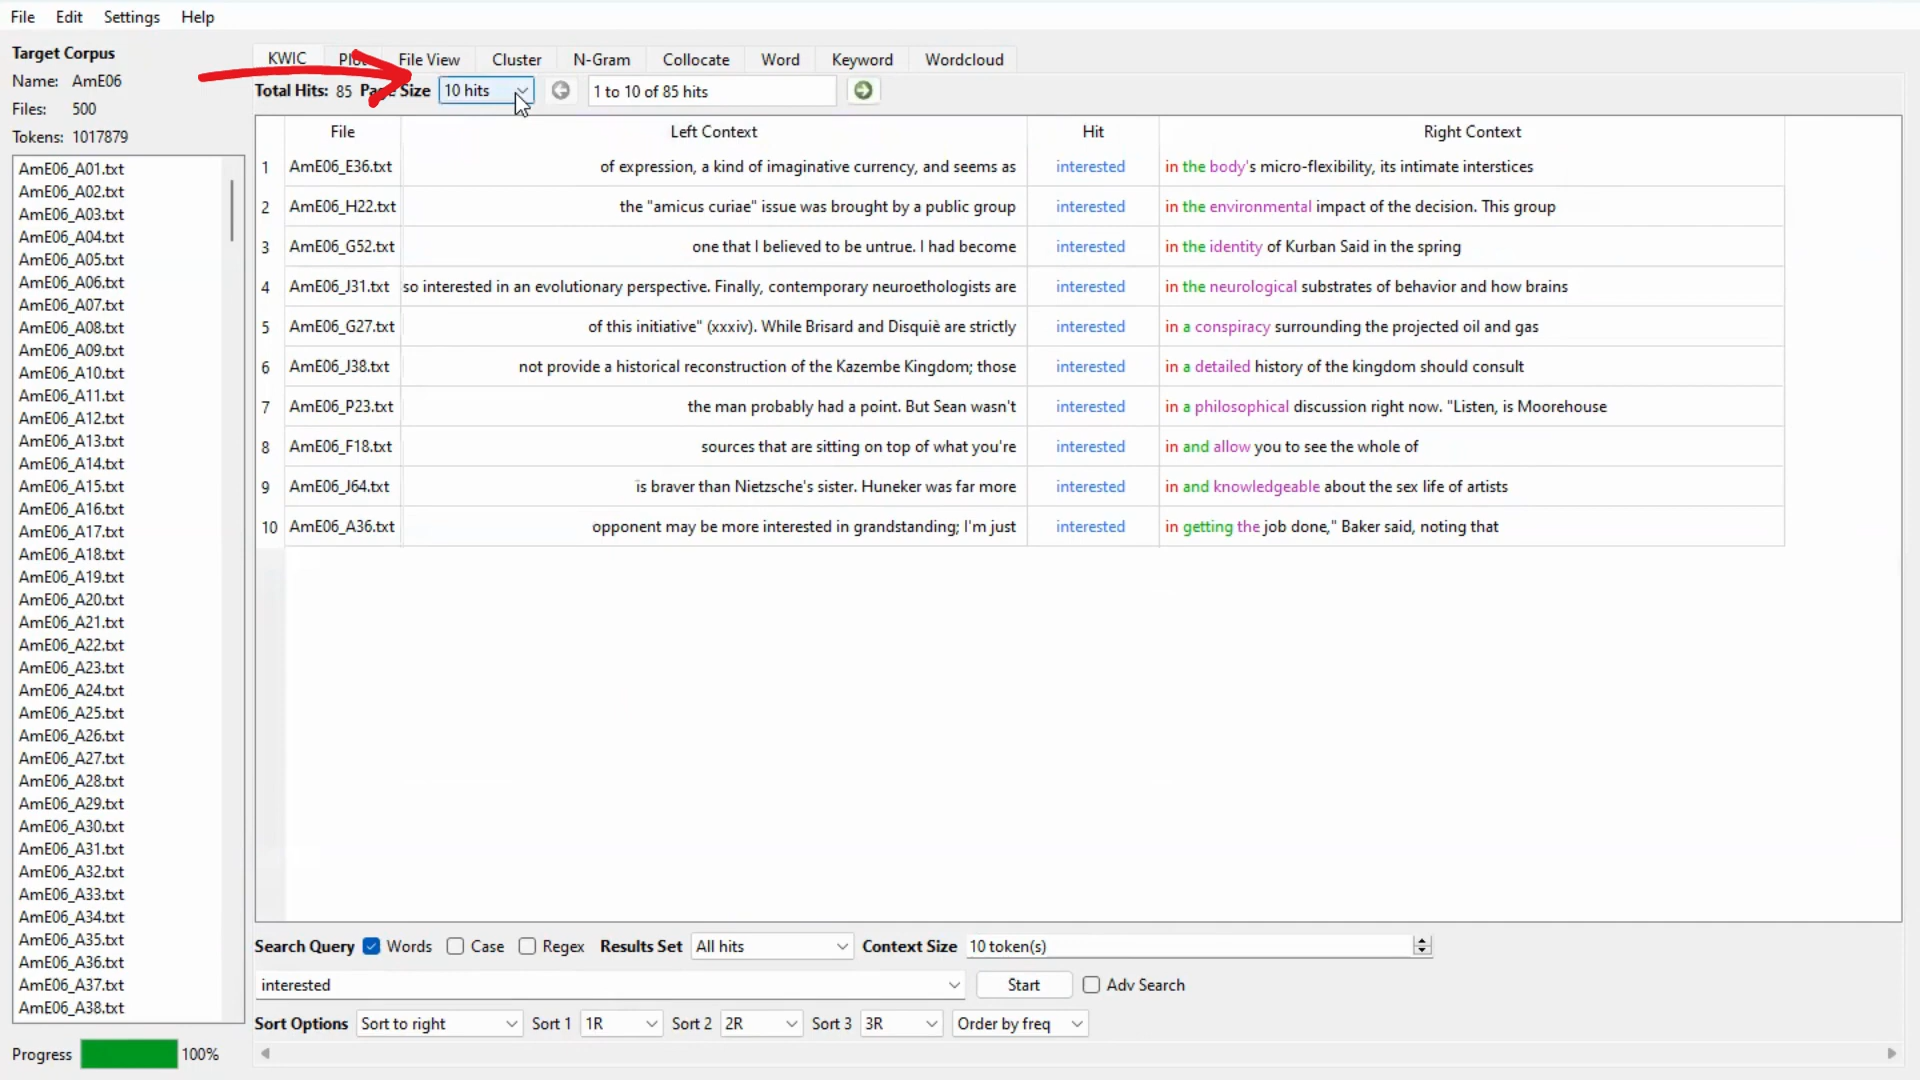 File Edit Settings Help
Target Corpus
Name: AmE06
Files: 500
Tokens: 1017879
AmE06_A01.txt
AmE06_A02.txt
AmE06_A03.txt
AmE06_A04.txt
AmE06_A05.txt
AmE06_A06.txt
AmE06_A07.txt
AmE06_A08.txt
AmE06_A09.txt
AmE06_A10.txt
AmE06_A11.txt
AmE06_A12.txt
AmE06_A13.txt
AmE06_A14.txt
AmE06_A15.txt
AmE06_A16.txt
AmE06_A17.txt
AmE06_A18.txt
AmE06_A19.txt
AmE06_A20.txt
AmE06_A21.txt
AmE06_A22.txt
AmE06_A23.txt
AmE06_A24.txt
AmE06_A25.txt
AmE06_A26.txt
AmE06_A27.txt
AmE06_A28.txt
AmE06_A29.txt
AmE06_A30.txt
AmE06_A31.txt
AmE06_A32.txt
AmE06_A33.txt
AmE06_A34.txt
AmE06_A35.txt
AmE06_A36.txt
AmE06_A37.txt
AmE06_A38.txt
Progress 100%
KWIC Plot File View Cluster N-Gram Collocate Word Keyword Wordcloud
Total Hits: 85 Page Size 10 hits 1 to 10 of 85 hits
File Left Context Hit Right Context
1 AmE06_E36.txt of expression, a kind of imaginative currency, and seems as interested in the body's micro-flexibility, its intimate interstices
2 AmE06_H22.txt the "amicus curiae" issue was brought by a public group interested in the environmental impact of the decision. This group
3 AmE06_G52.txt one that I believed to be untrue. I had become interested in the identity of Kurban Said in the spring
4 AmE06_J31.txt so interested in an evolutionary perspective. Finally, contemporary neuroethologists are interested in the neurological substrates of behavior and how brains
5 AmE06_G27.txt of this initiative" (xxxiv). While Brisard and Disquiè are strictly interested in a conspiracy surrounding the projected oil and gas
6 AmE06_J38.txt not provide a historical reconstruction of the Kazembe Kingdom; those interested in a detailed history of the kingdom should consult
7 AmE06_P23.txt the man probably had a point. But Sean wasn't interested in a philosophical discussion right now. "Listen, is Moorehouse
8 AmE06_F18.txt sources that are sitting on top of what you're interested in and allow you to see the whole of
9 AmE06_J64.txt is braver than Nietzsche's sister. Huneker was far more interested in and knowledgeable about the sex life of artists
10 AmE06_A36.txt opponent may be more interested in grandstanding; I'm just interested in getting the job done," Baker said, noting that
Search Query Words Case Regex Results Set All hits Context Size 10 token(s)
interested Start Adv Search
Sort Options Sort to right Sort 1 1R Sort 2 2R Sort 3 3R Order by freq